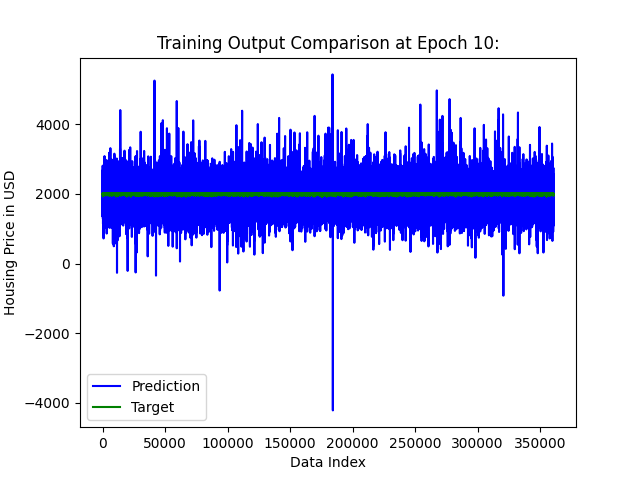 Training Output Comparison at Epoch 10:
Housing Price in USD
4000
2000
0
−2000
−4000
Prediction
Target
0 50000 100000 150000 200000 250000 300000 350000
Data Index